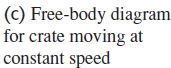 (c) Free-body diagram
for crate moving at
constant speed